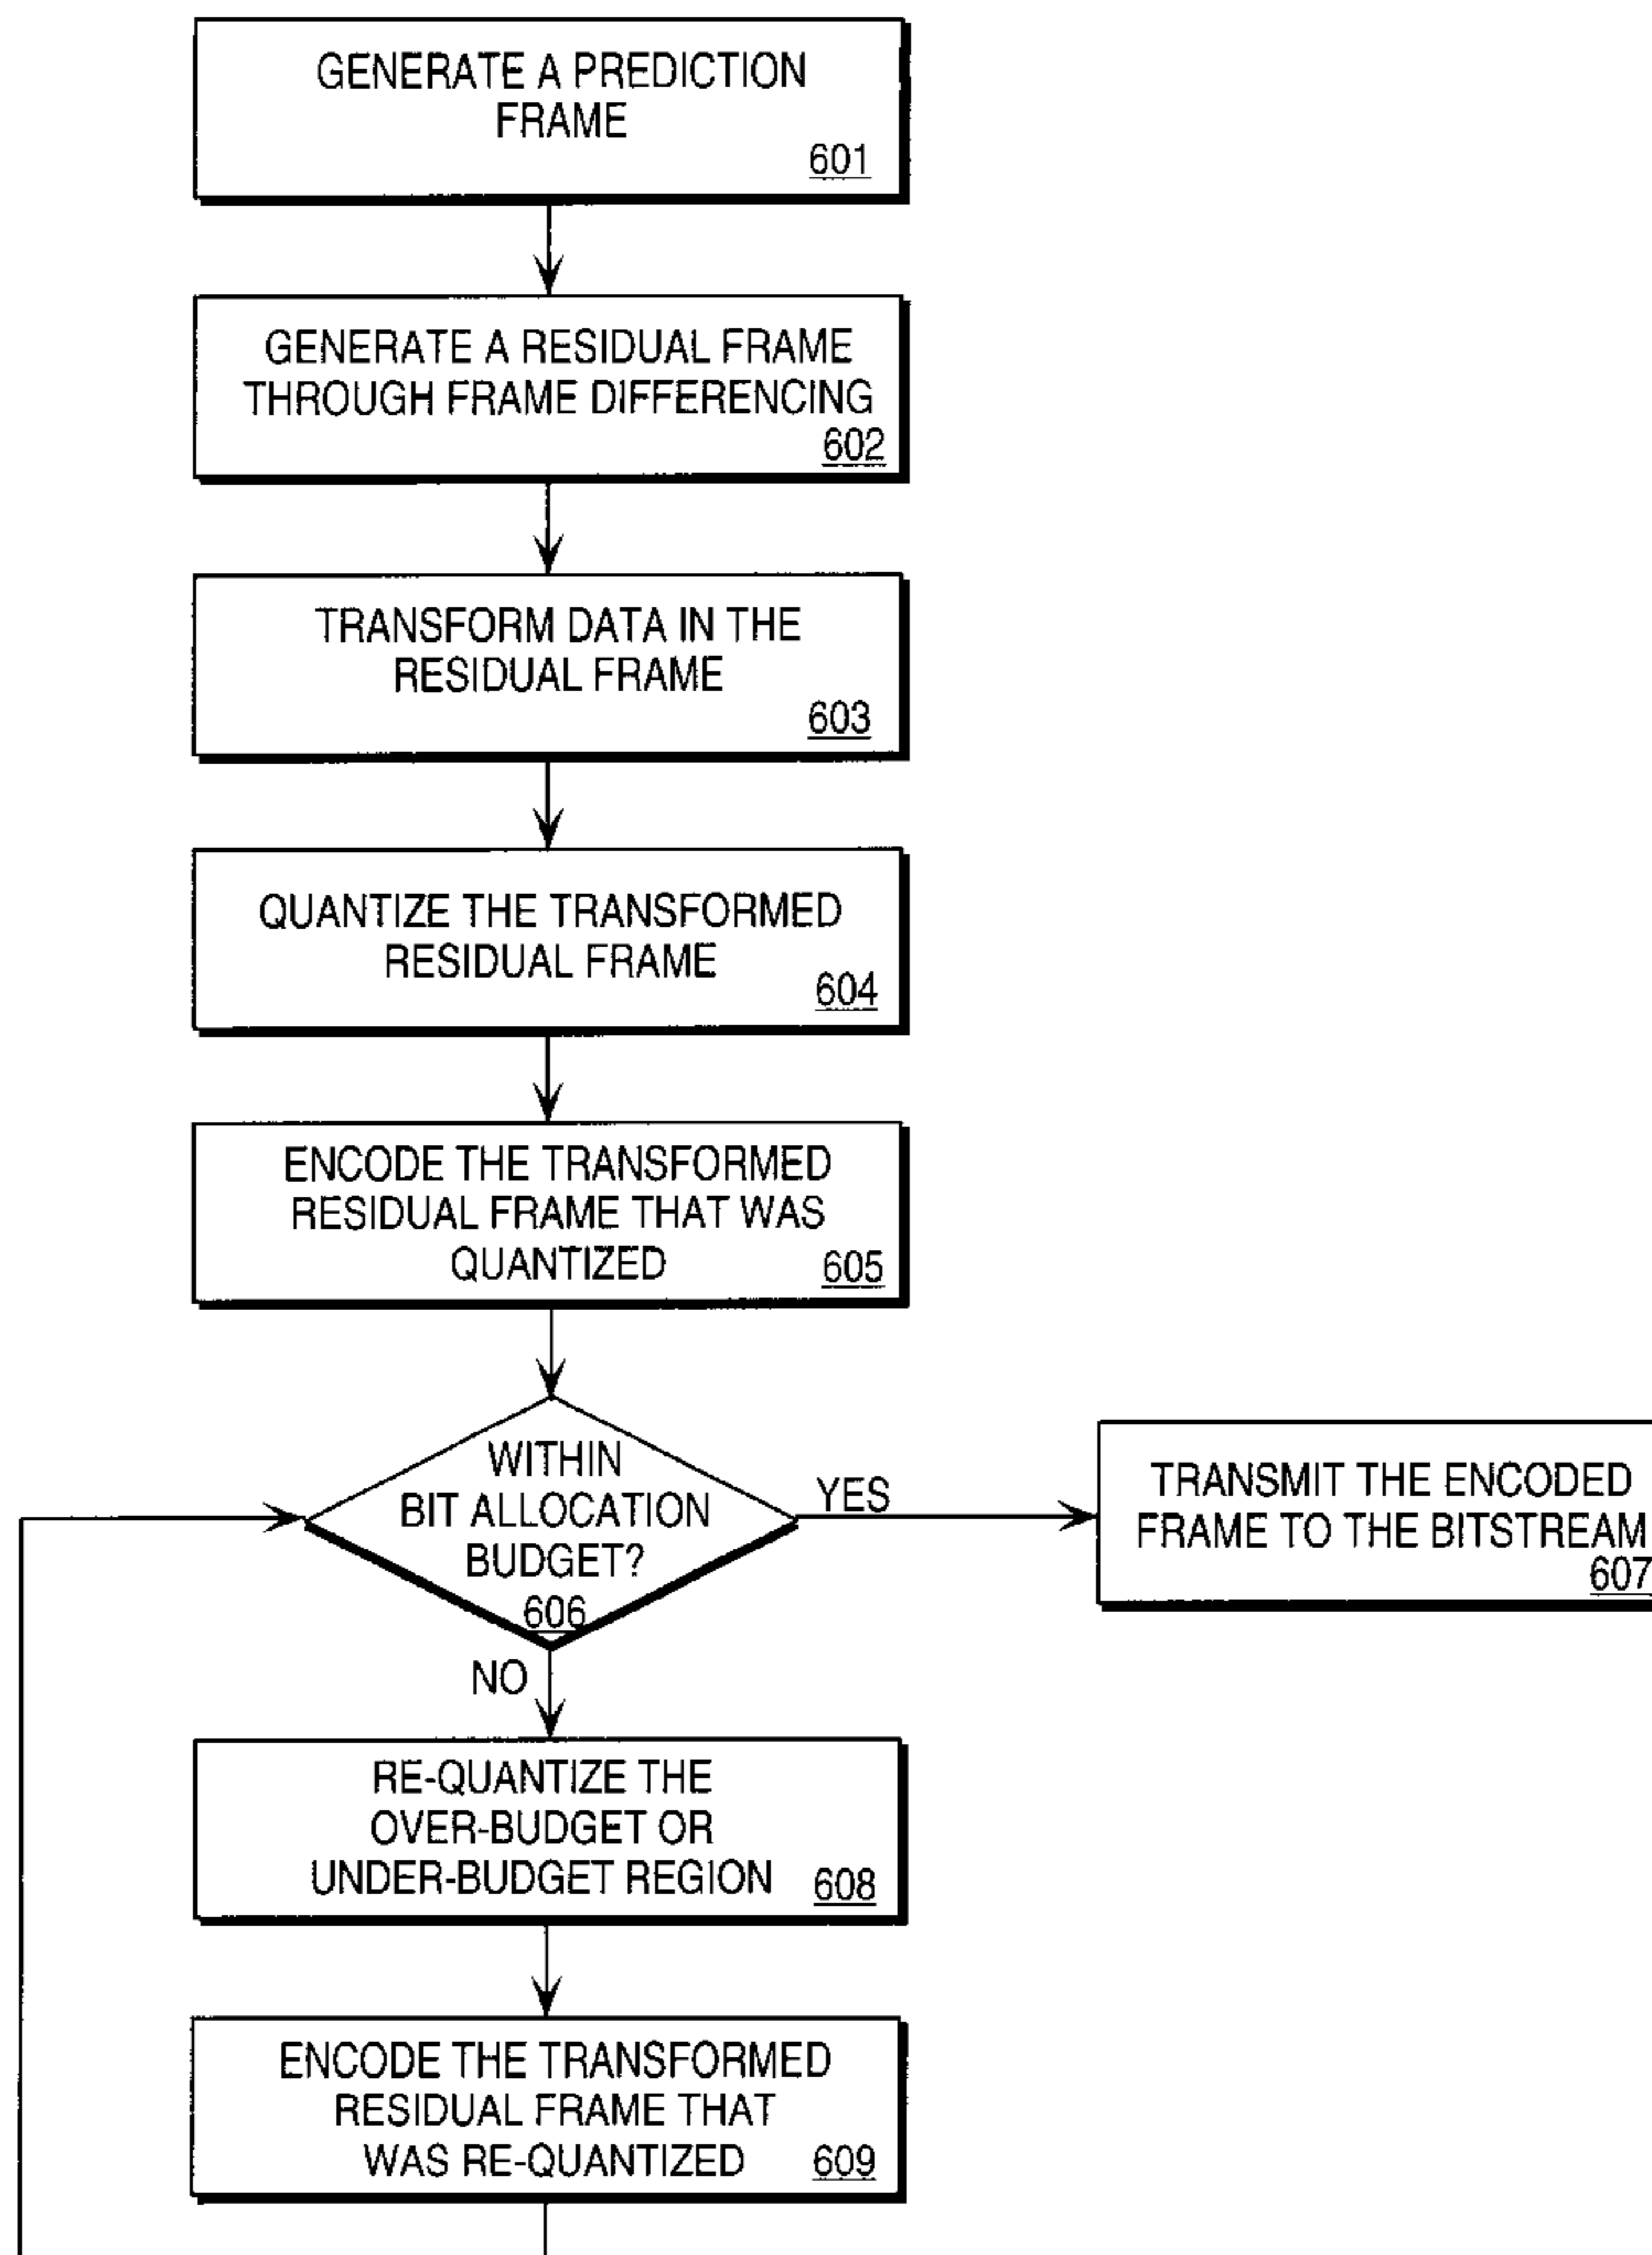 GENERATE A PREDICTION
FRAME
601
GENERATE A RESIDUAL FRAME
THROUGH FRAME DIFFERENCING
602
TRANSFORM DATA IN THE
RESIDUAL FRAME
603
QUANTIZE THE TRANSFORMED
RESIDUAL FRAME
604
ENCODE THE TRANSFORMED
RESIDUAL FRAME THAT WAS
QUANTIZED
605
WITHIN
BIT ALLOCATION
BUDGET?
606
YES
TRANSMIT THE ENCODED
FRAME TO THE BITSTREAM
607
NO
RE-QUANTIZE THE
OVER-BUDGET OR
UNDER-BUDGET REGION
608
ENCODE THE TRANSFORMED
RESIDUAL FRAME THAT
WAS RE-QUANTIZED
609